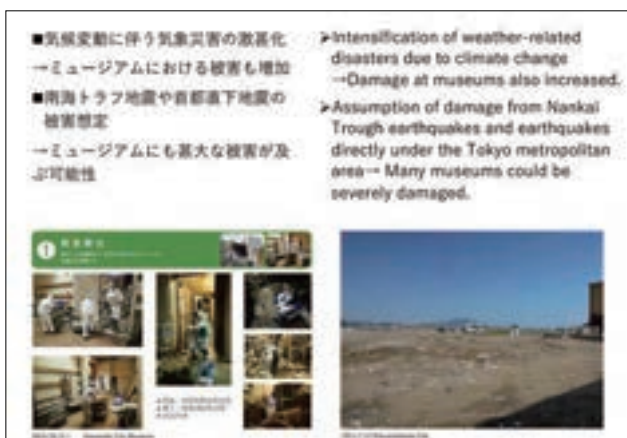 ■気候変動に伴う気象災害の激甚化
→ミュージアムにおける被害も増加
■南海トラフ地震や首都直下地震の
被害想定
→ミュージアムにも甚大な被害が及
ぶ可能性
➢Intensification of weather-related
disasters due to climate change
→Damage at museums also increased.
➢Assumption of damage from Nankai
Trough earthquakes and earthquakes
directly under the Tokyo metropolitan
area→ Many museums could be
severely damaged.
1